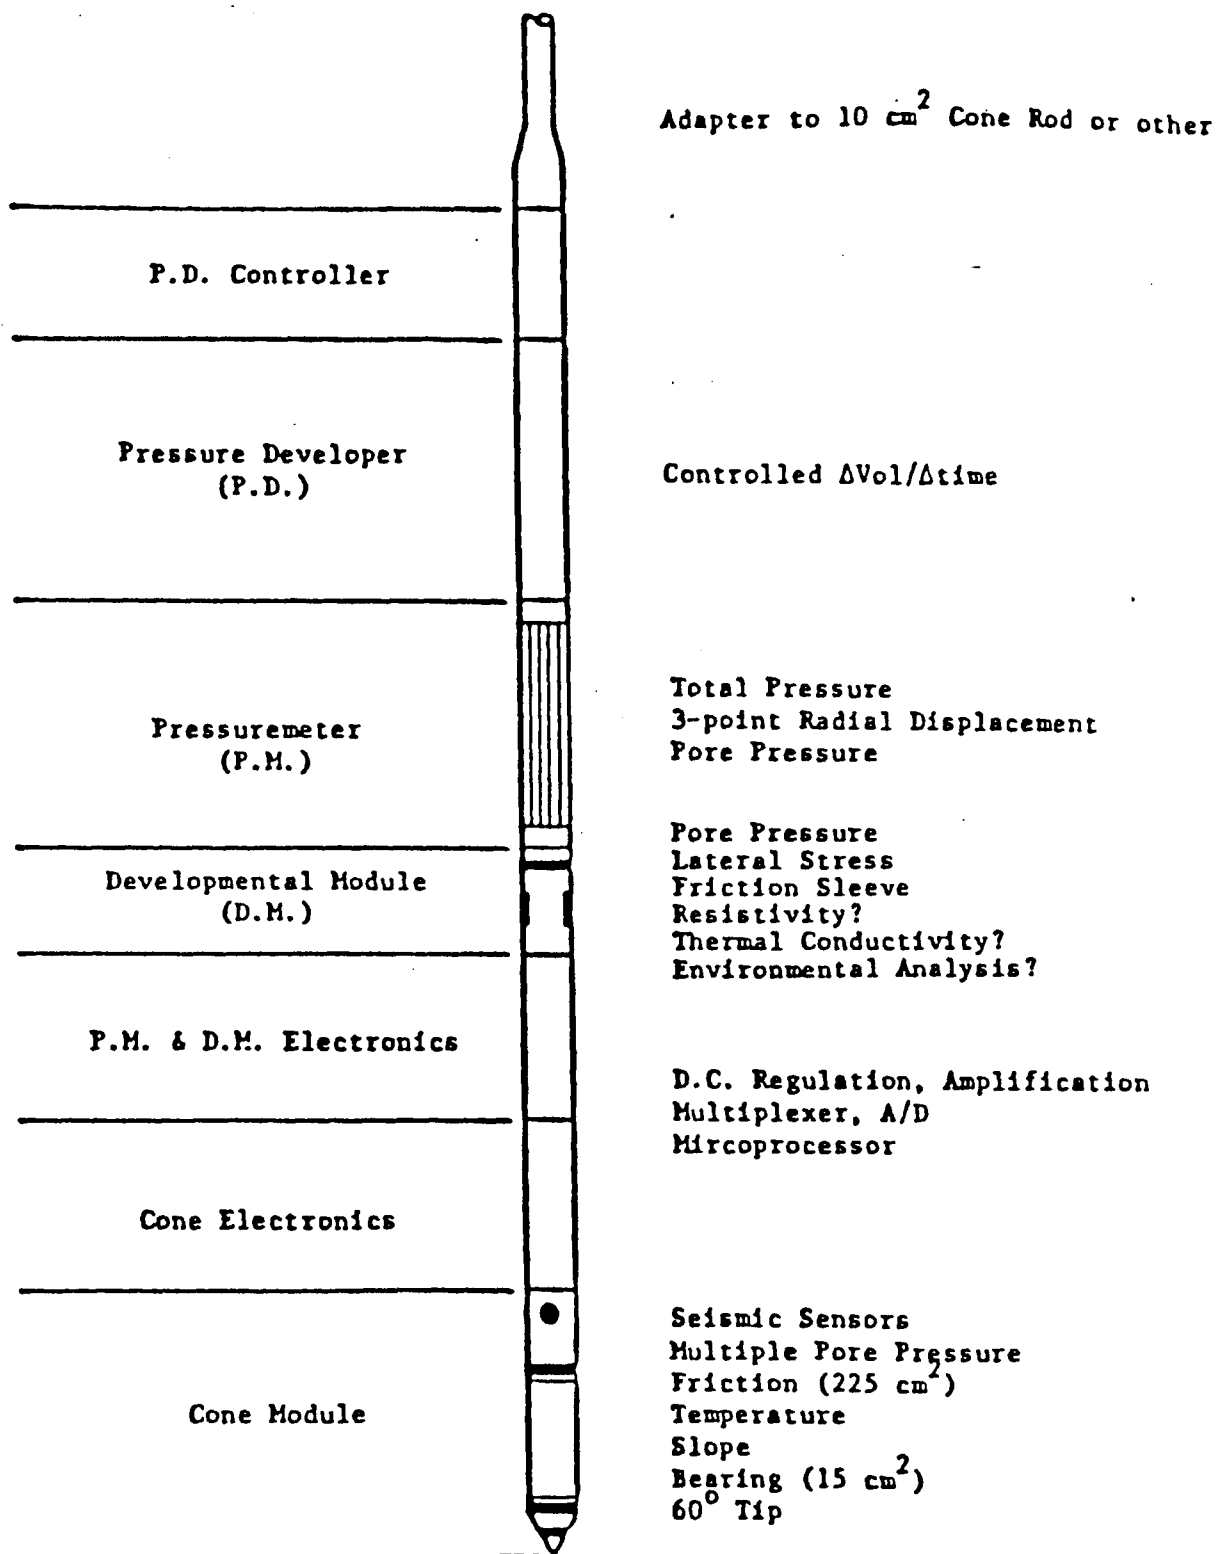 Adapter to 10 cm² Cone Rod or other
P.D. Controller
Pressure Developer
(P.D.)
Controlled ΔVol/Δtime
Pressuremeter
(P.M.)
Total Pressure
3-point Radial Displacement
Pore Pressure
Developmental Module
(D.M.)
Pore Pressure
Lateral Stress
Friction Sleeve
Resistivity?
Thermal Conductivity?
Environmental Analysis?
P.M. & D.M. Electronics
D.C. Regulation, Amplification
Multiplexer, A/D
Mircoprocessor
Cone Electronics
Cone Module
Seismic Sensors
Multiple Pore Pressure
Friction (225 cm²)
Temperature
Slope
Bearing (15 cm²)
60° Tip